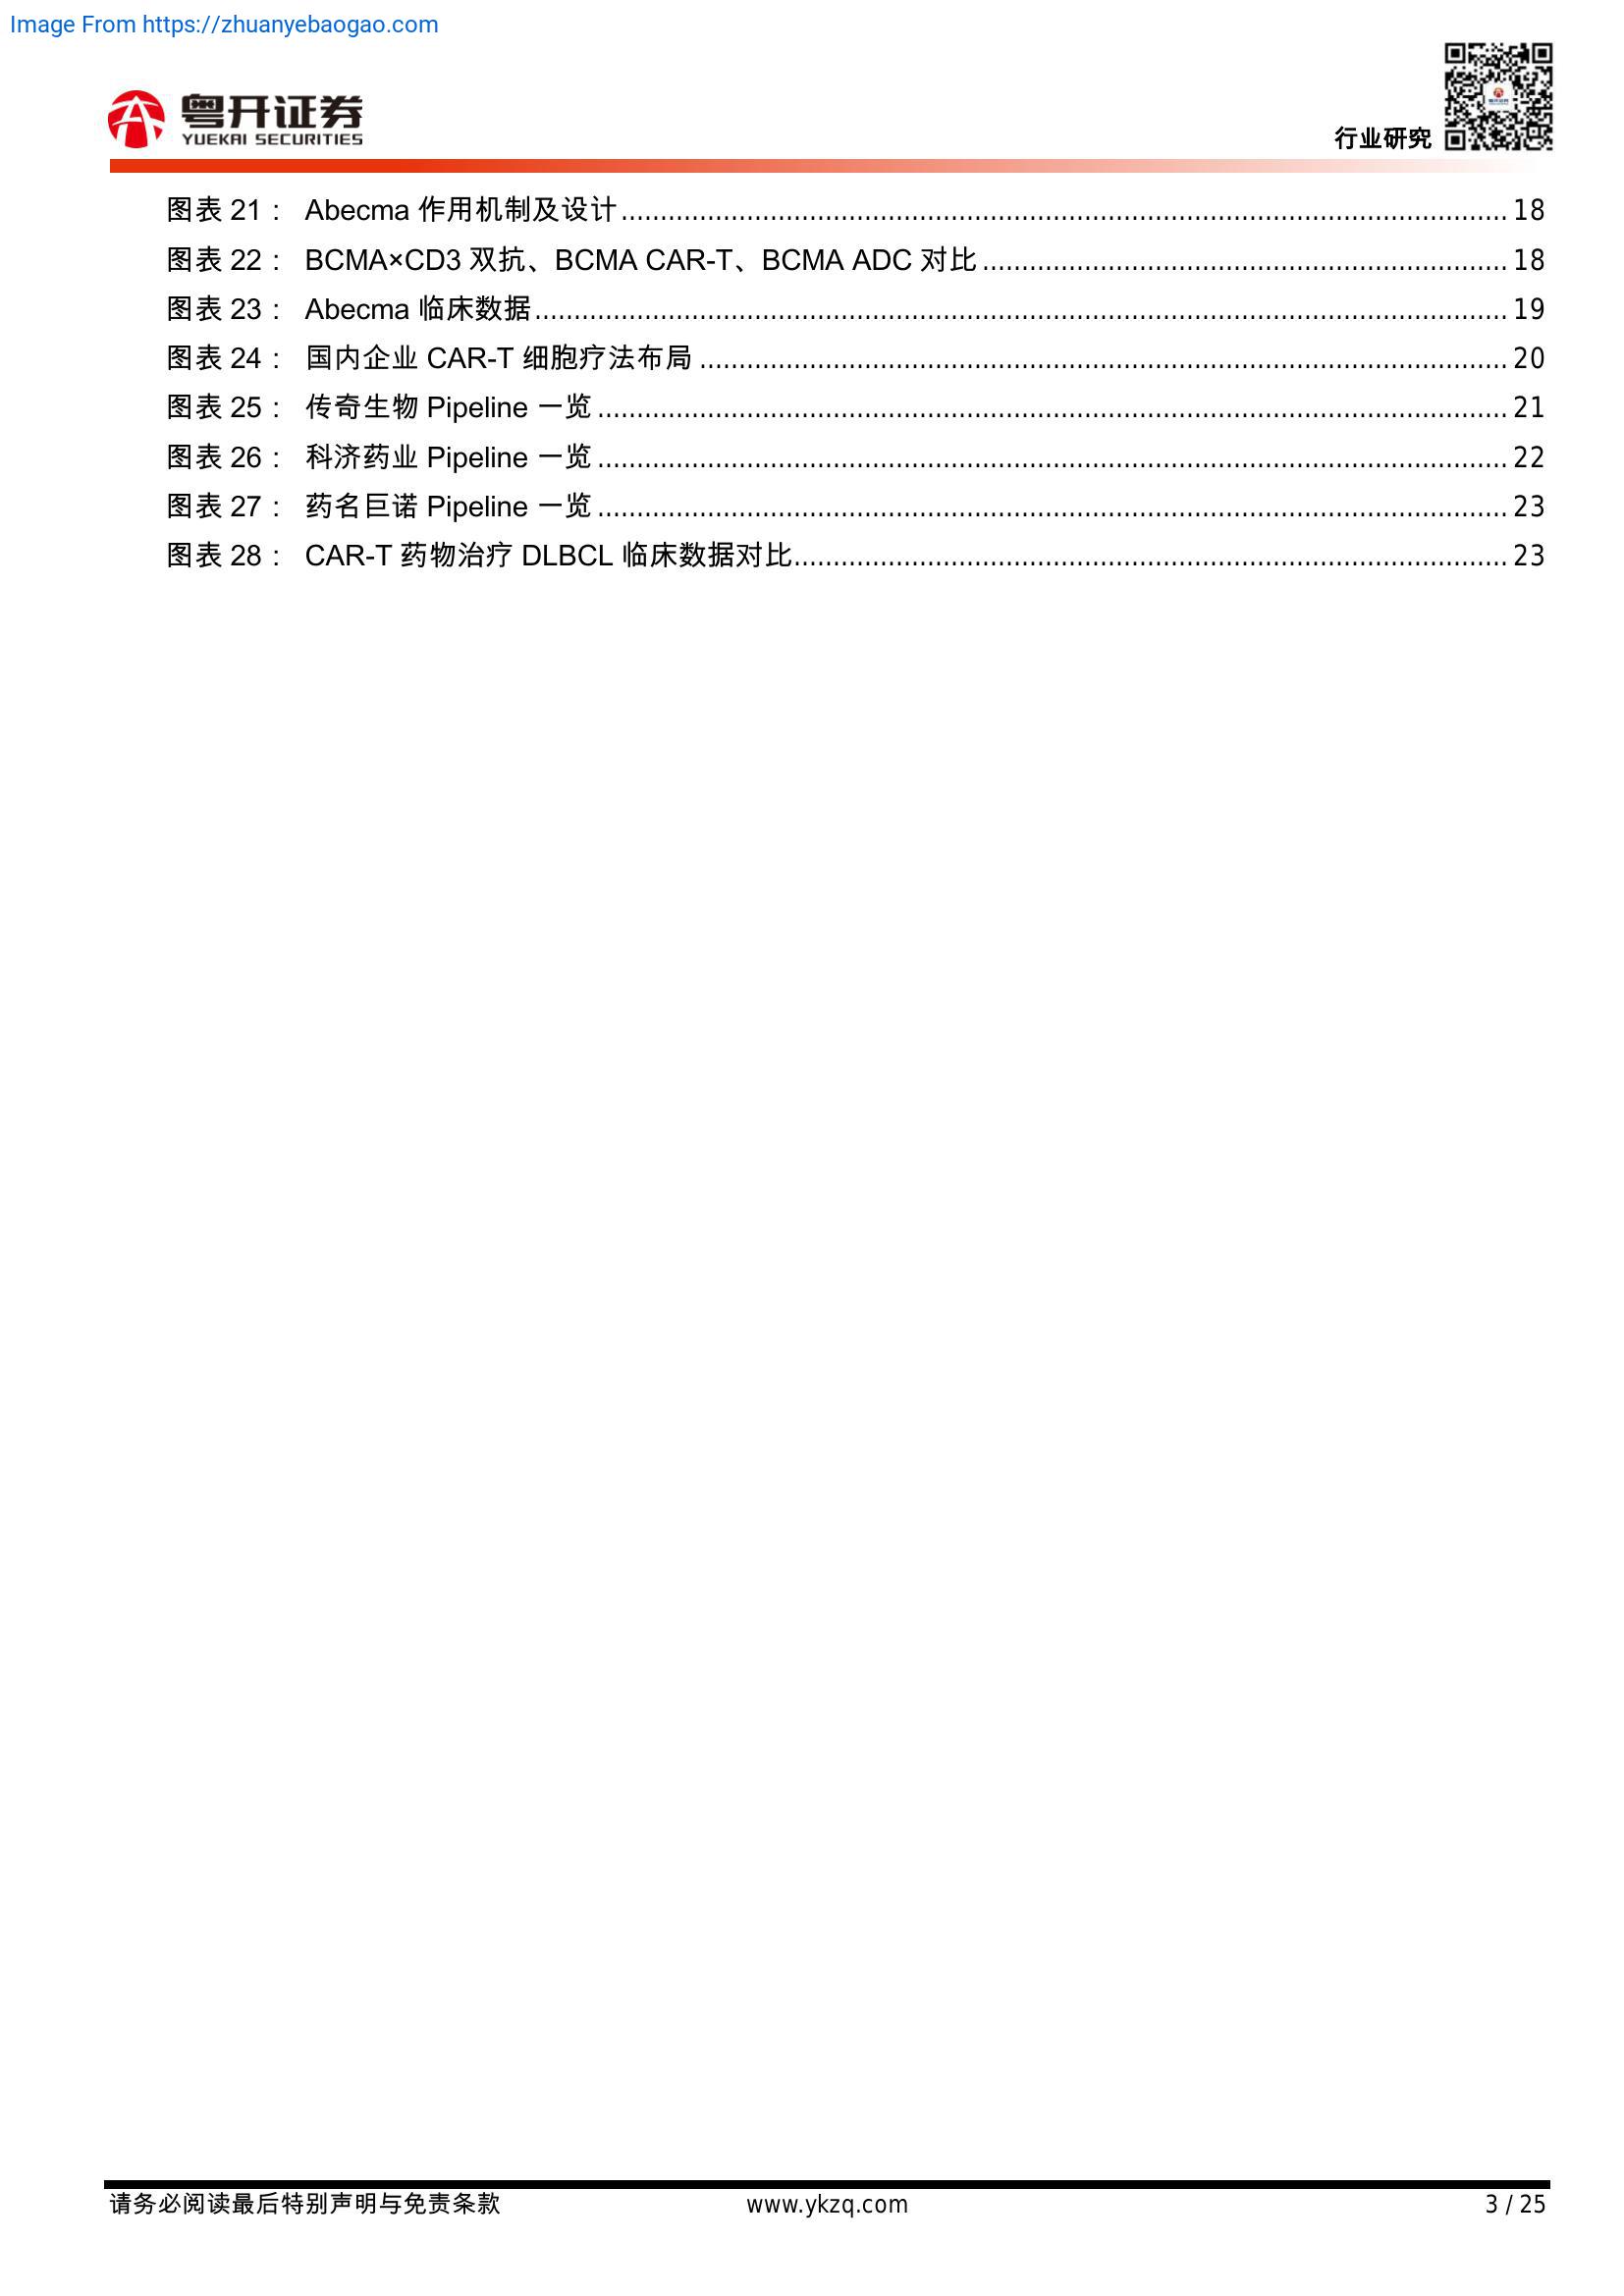 Image From https://zhuanyebaogao.com
粤开证券
YUEKAI SECURITIES
行业研究
图表 21： Abecma 作用机制及设计........................................ 18
图表 22： BCMA×CD3 双抗、BCMA CAR-T、BCMA ADC 对比........................................ 18
图表 23： Abecma 临床数据........................................ 19
图表 24： 国内企业 CAR-T 细胞疗法布局........................................ 20
图表 25： 传奇生物 Pipeline 一览........................................ 21
图表 26： 科济药业 Pipeline 一览........................................ 22
图表 27： 药名巨诺 Pipeline 一览........................................ 23
图表 28： CAR-T 药物治疗 DLBCL 临床数据对比........................................ 23
请务必阅读最后特别声明与免责条款 www.ykzq.com 3 / 25